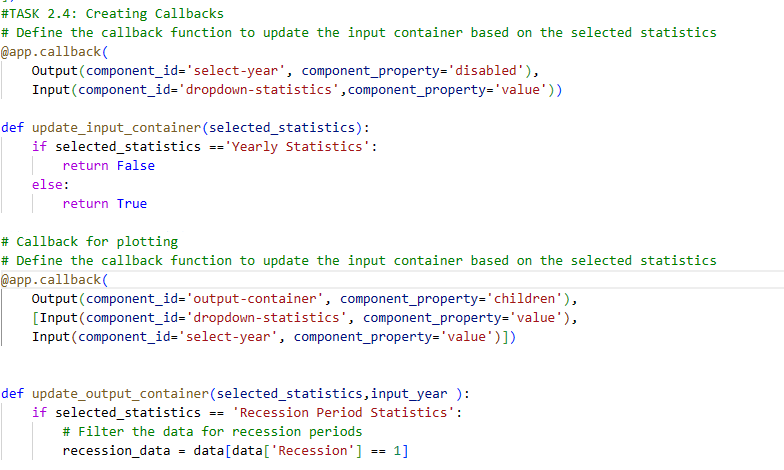 #TASK 2.4: Creating Callbacks
# Define the callback function to update the input container based on the selected statistics
@app.callback(
    Output(component_id='select-year', component_property='disabled'),
    Input(component_id='dropdown-statistics',component_property='value'))

def update_input_container(selected_statistics):
    if selected_statistics =='Yearly Statistics':
        return False
    else:
        return True

# Callback for plotting
# Define the callback function to update the input container based on the selected statistics
@app.callback(
    Output(component_id='output-container', component_property='children'),
    [Input(component_id='dropdown-statistics', component_property='value'),
    Input(component_id='select-year', component_property='value')])


def update_output_container(selected_statistics,input_year ):
    if selected_statistics == 'Recession Period Statistics':
        # Filter the data for recession periods
        recession_data = data[data['Recession'] == 1]